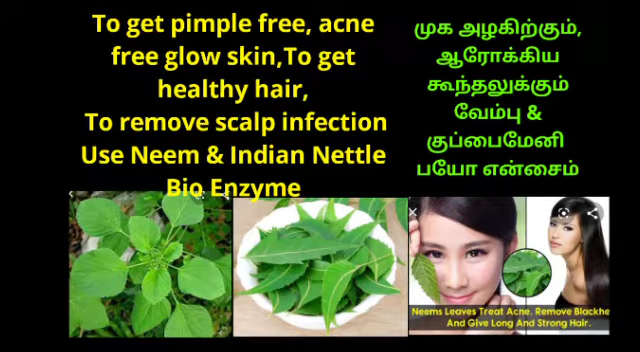 To get pimple free, acne
free glow skin,To get
healthy hair,
To remove scalp infection
Use Neem & Indian Nettle
Bio Enzyme
முக அழகிற்கும்,
ஆரோக்கிய
கூந்தலுக்கும்
வேம்பு &
குப்பைமேனி
பயோ என்சைம்
Neems Leaves Treat Acne, Remove Blackhe
And Give Long And Strong Hair.